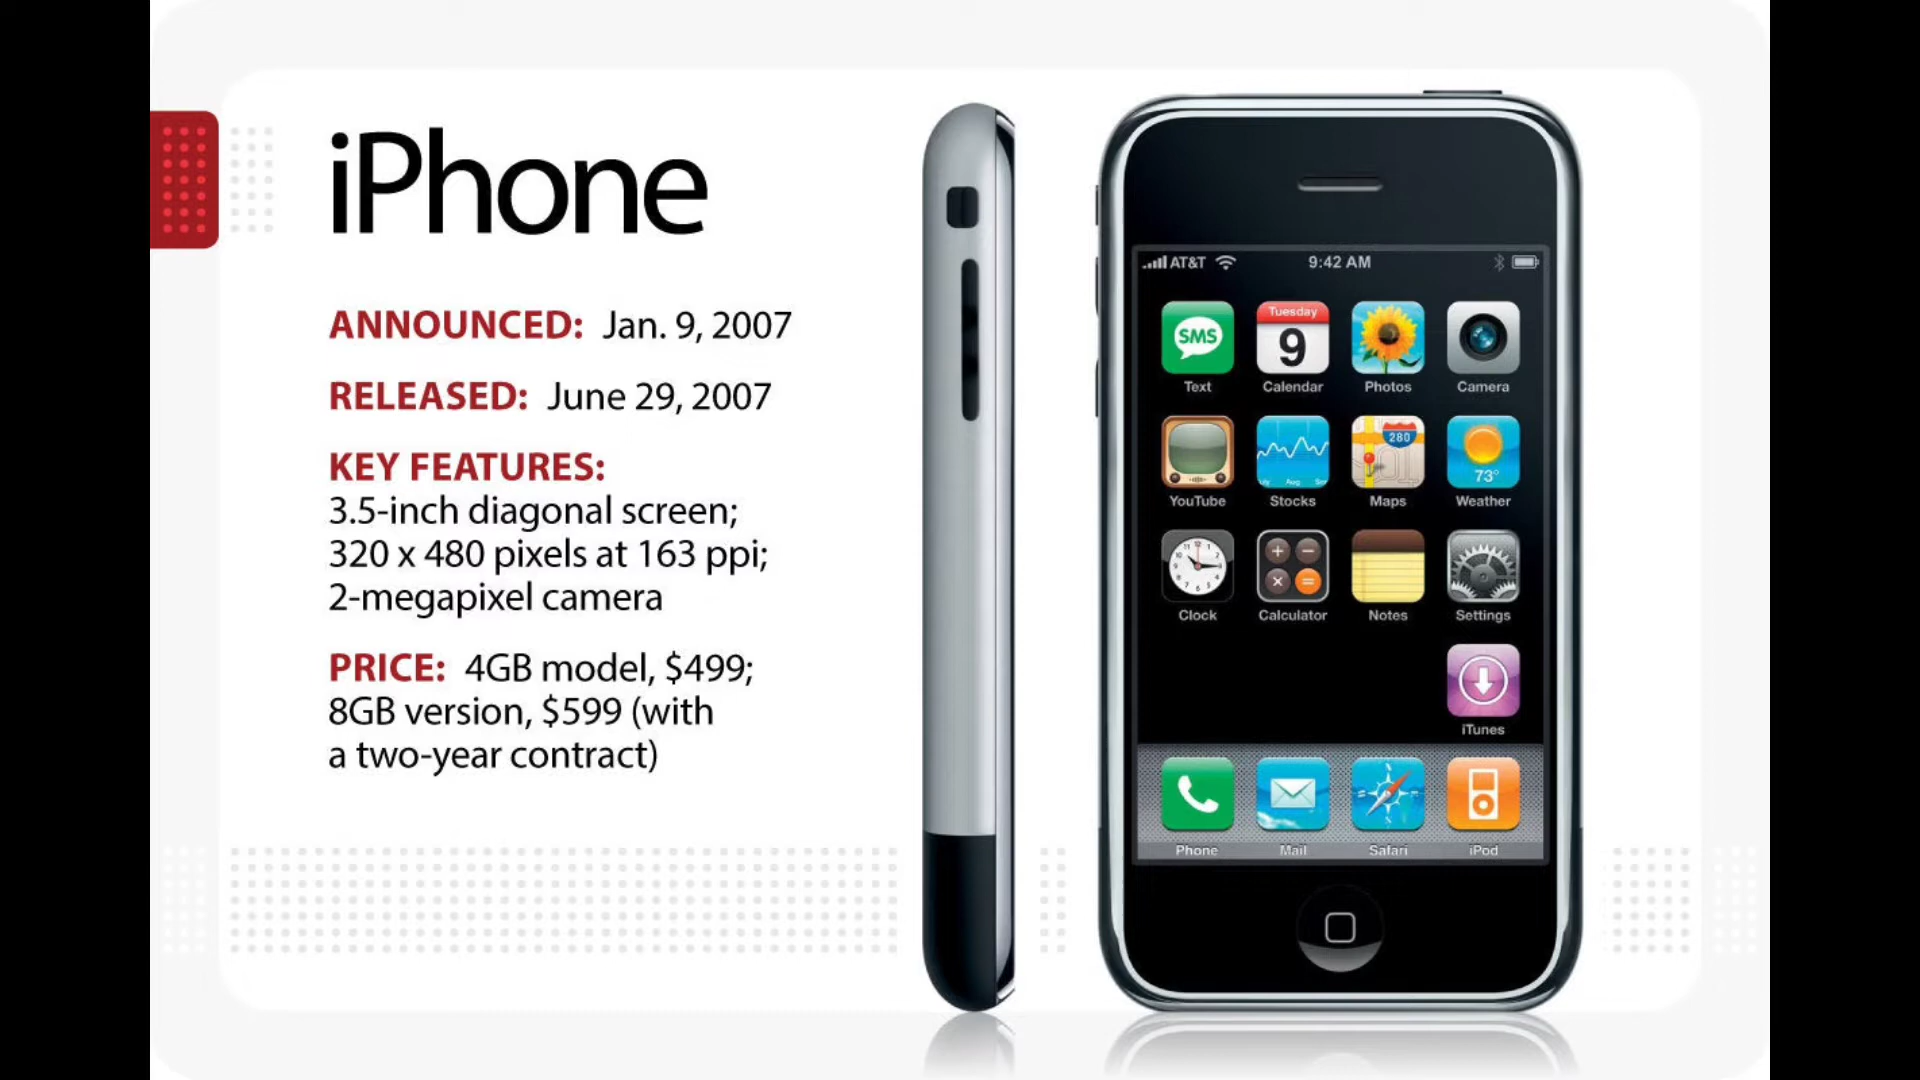 iPhone
ANNOUNCED: Jan. 9, 2007
RELEASED: June 29, 2007
KEY FEATURES:
3.5-inch diagonal screen;
320 x 480 pixels at 163 ppi;
2-megapixel camera
PRICE: 4GB model, $499;
8GB version, $599 (with
a two-year contract)
AT&T 9:42 AM
SMS
Tuesday
9
Text Calendar Photos Camera
280
73°
YouTube Stocks Maps Weather
Clock Calculator Notes Settings
iTunes
Phone Mail Safari iPod